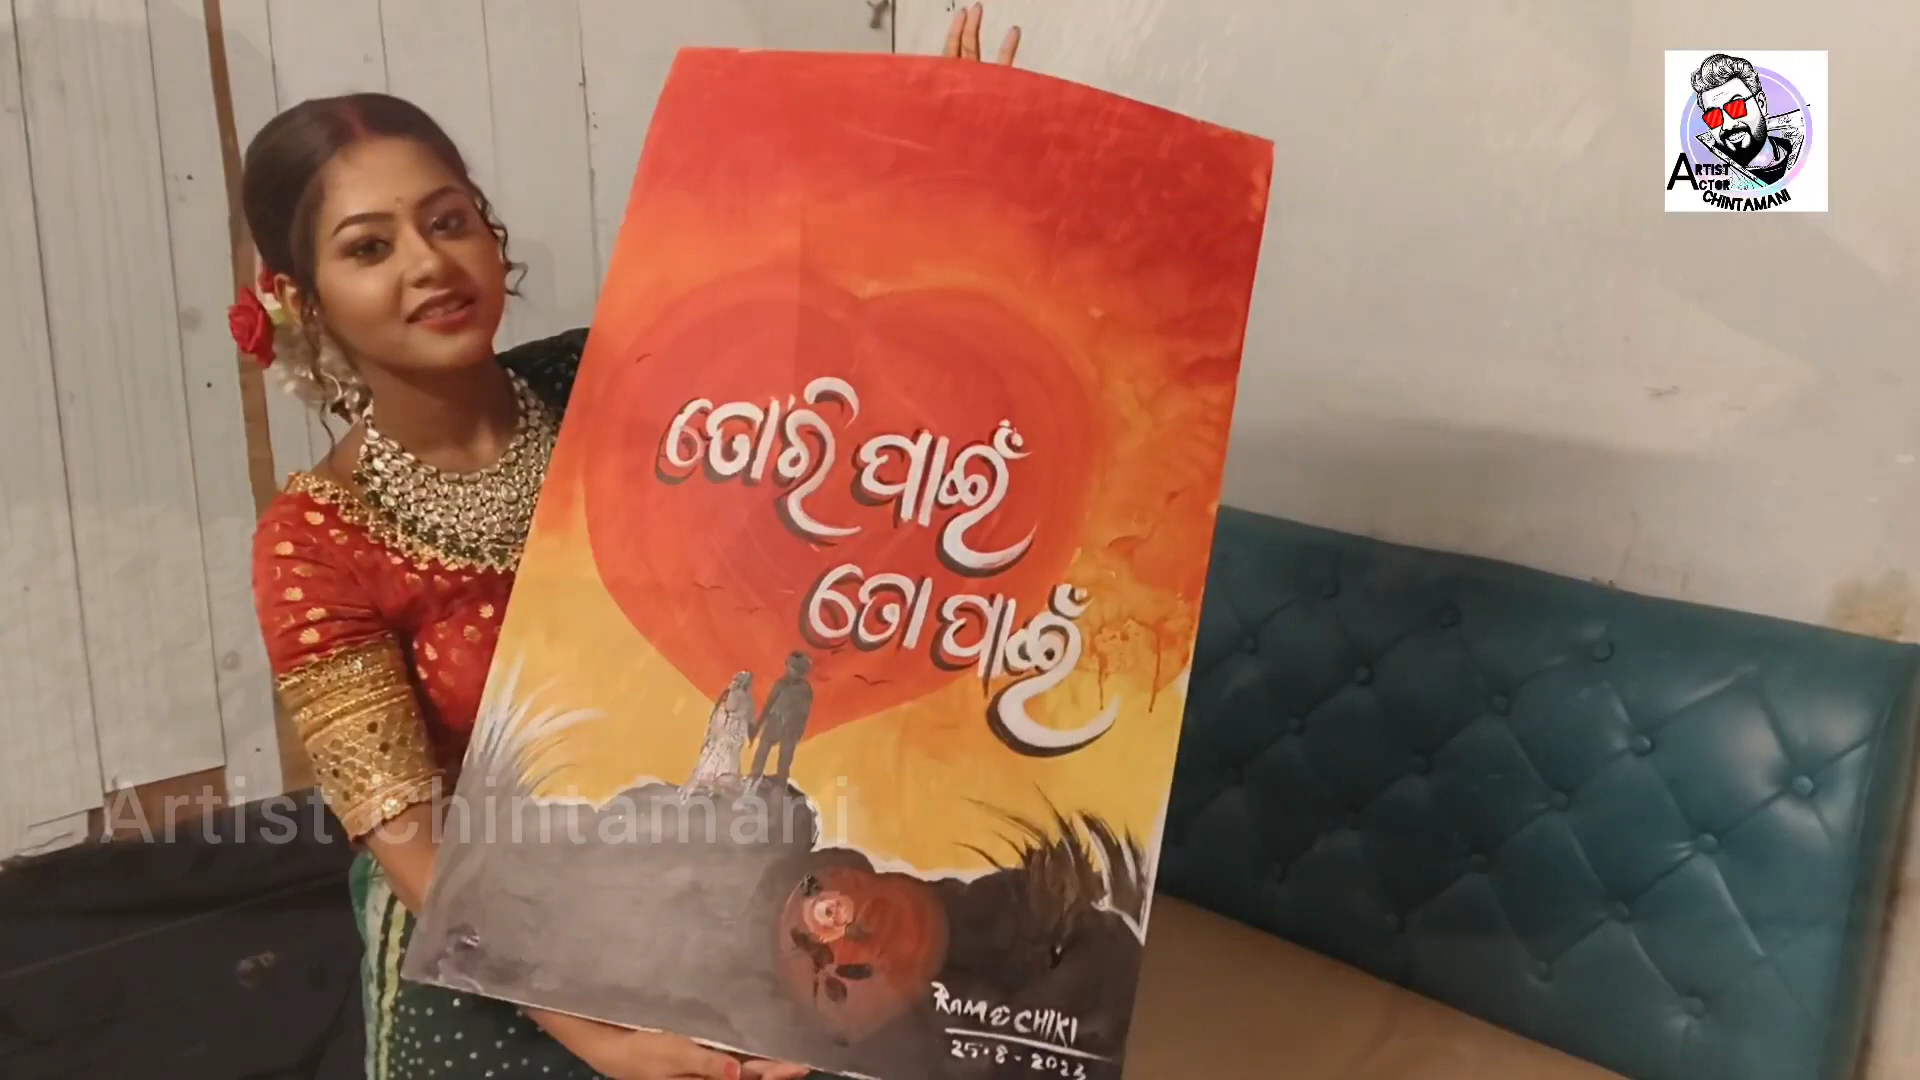 ARTIST
ACTOR
CHINTAMANI
ତୋରି ପାଇଁ
ତୋ ପାଇଁ
Artist Chintamani
RAM & CHIKI
25.8-2023